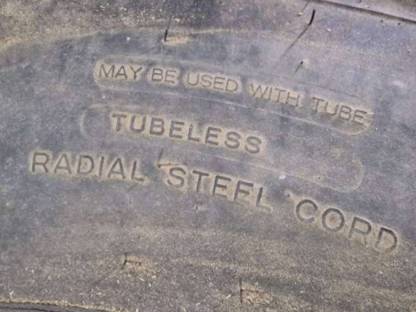 MAY BE USED WITH TUBE
TUBELESS
RADIAL STEEL CORD